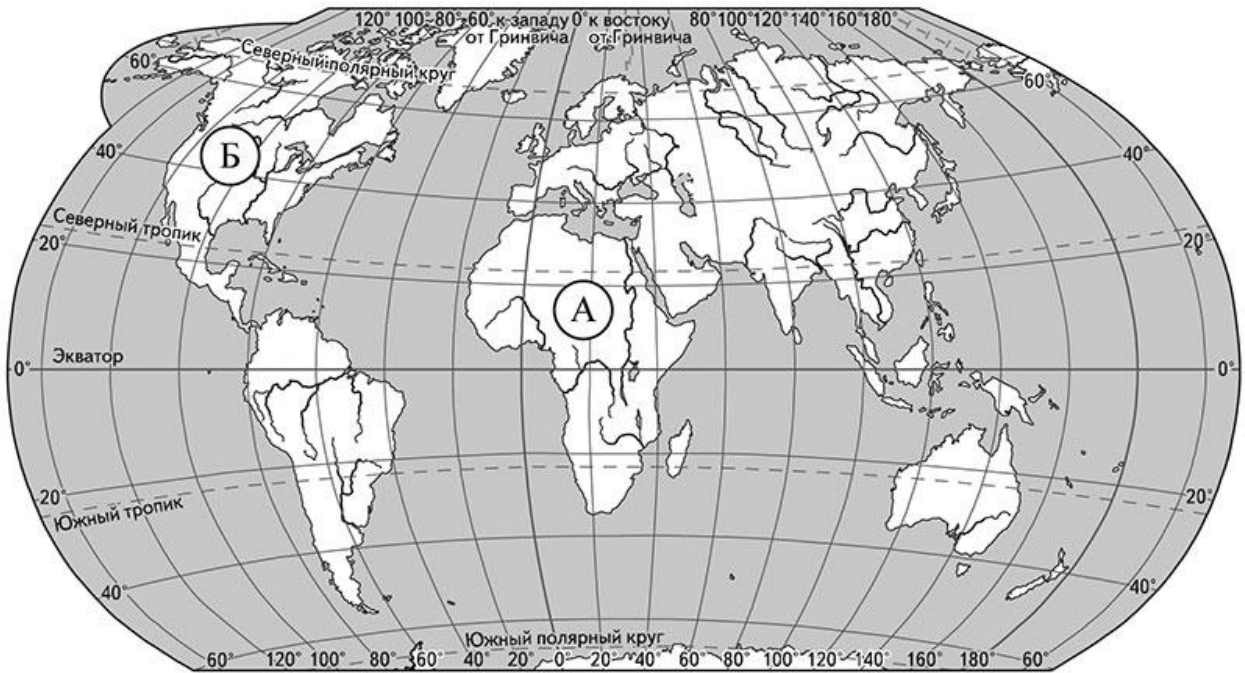 120° 100° 80° 60° к западу 0° к востоку 80° 100° 120° 140° 160° 180°
от Гринвича от Гринвича
Северный полярный круг
60° 60°
Б
40° 40°
Северный тропик
20° 20°
А
Экватор
0° 0°
20° 20°
Южный тропик
40° 40°
Южный полярный круг
60° 120° 100° 80° 60° 40° 20° 0° 20° 40° 60° 80° 100° 120° 140° 160° 180° 60°